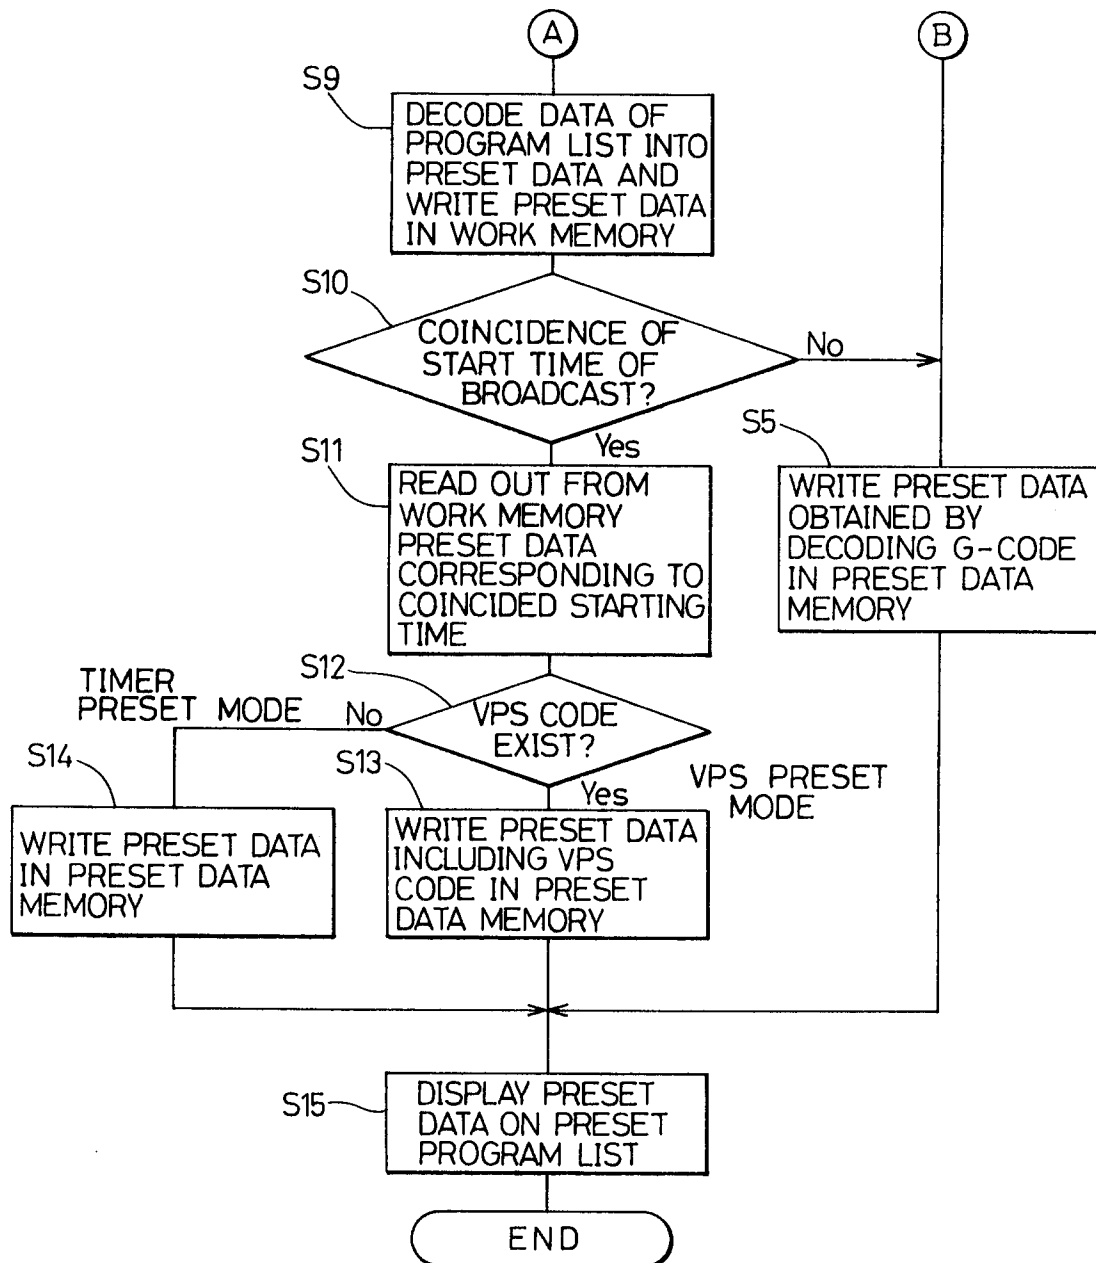 A
B
S9
DECODE DATA OF
PROGRAM LIST INTO
PRESET DATA AND
WRITE PRESET DATA
IN WORK MEMORY
S10
COINCIDENCE OF
START TIME OF
BROADCAST?
No
Yes
S11
READ OUT FROM
WORK MEMORY
PRESET DATA
CORRESPONDING TO
COINCIDED STARTING
TIME
S5
WRITE PRESET DATA
OBTAINED BY
DECODING G-CODE
IN PRESET DATA
MEMORY
S12
VPS CODE
EXIST?
TIMER
PRESET MODE
No
Yes
VPS PRESET
MODE
S14
WRITE PRESET DATA
IN PRESET DATA
MEMORY
S13
WRITE PRESET DATA
INCLUDING VPS
CODE IN PRESET
DATA MEMORY
S15
DISPLAY PRESET
DATA ON PRESET
PROGRAM LIST
END